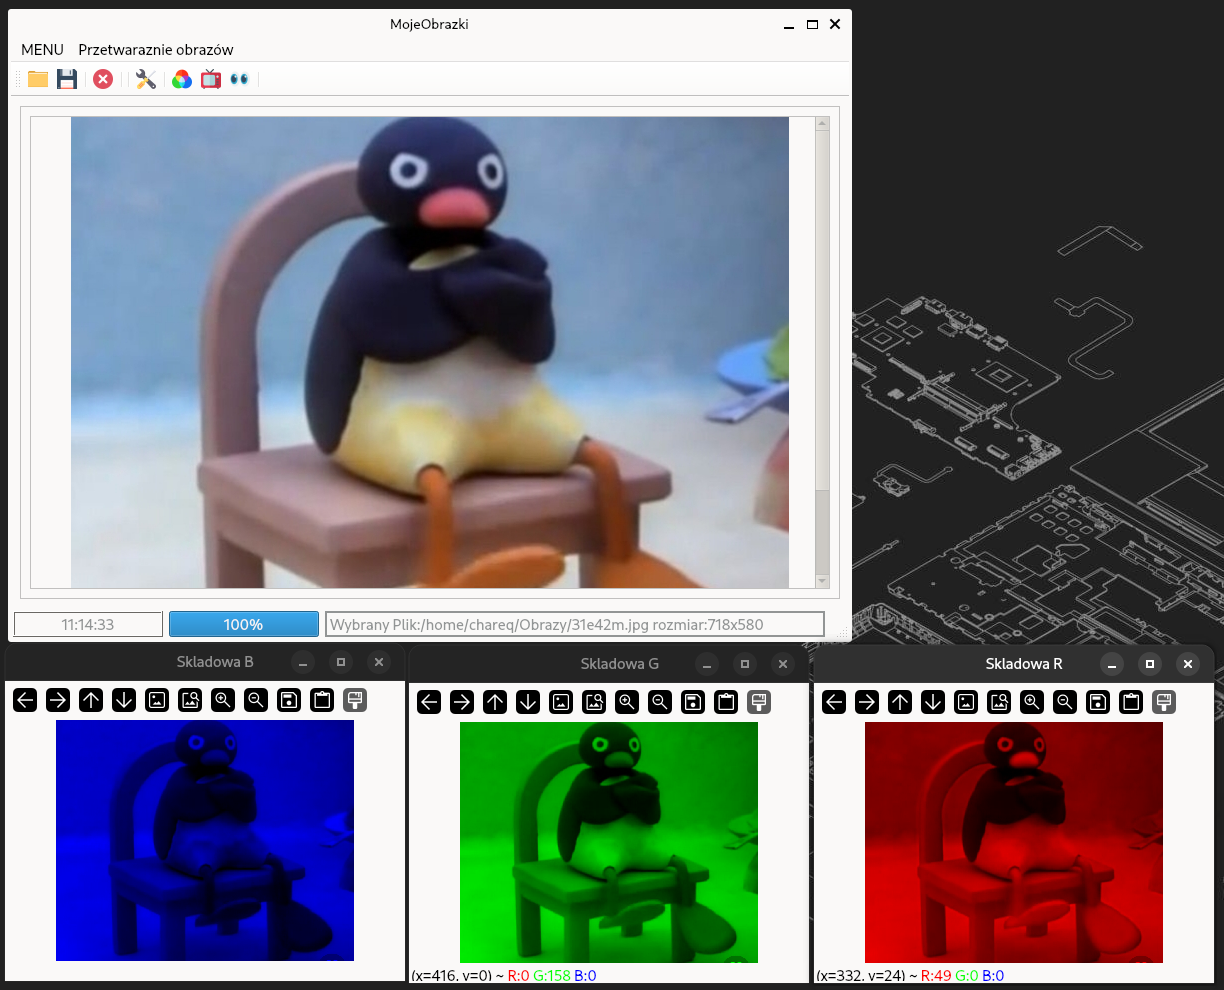 MojeObrazki
MENU Przetwaraznie obrazów
11:14:33
100%
Wybrany Plik:/home/chareq/Obrazy/31e42m.jpg rozmiar:718x580
Skladowa B
Skladowa G
Skladowa R
(x=416, y=0) ~ R:0 G:158 B:0
(x=332, y=24) ~ R:49 G:0 B:0